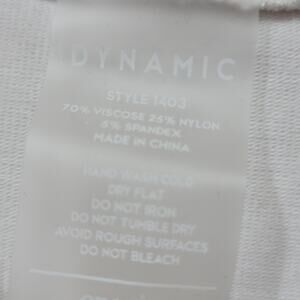 DYNAMIC
STYLE 1403
70% VISCOSE 25% NYLON
5% SPANDEX
MADE IN CHINA
HAND WASH COLD
DRY FLAT
DO NOT IRON
DO NOT TUMBLE DRY
AVOID ROUGH SURFACES
DO NOT BLEACH